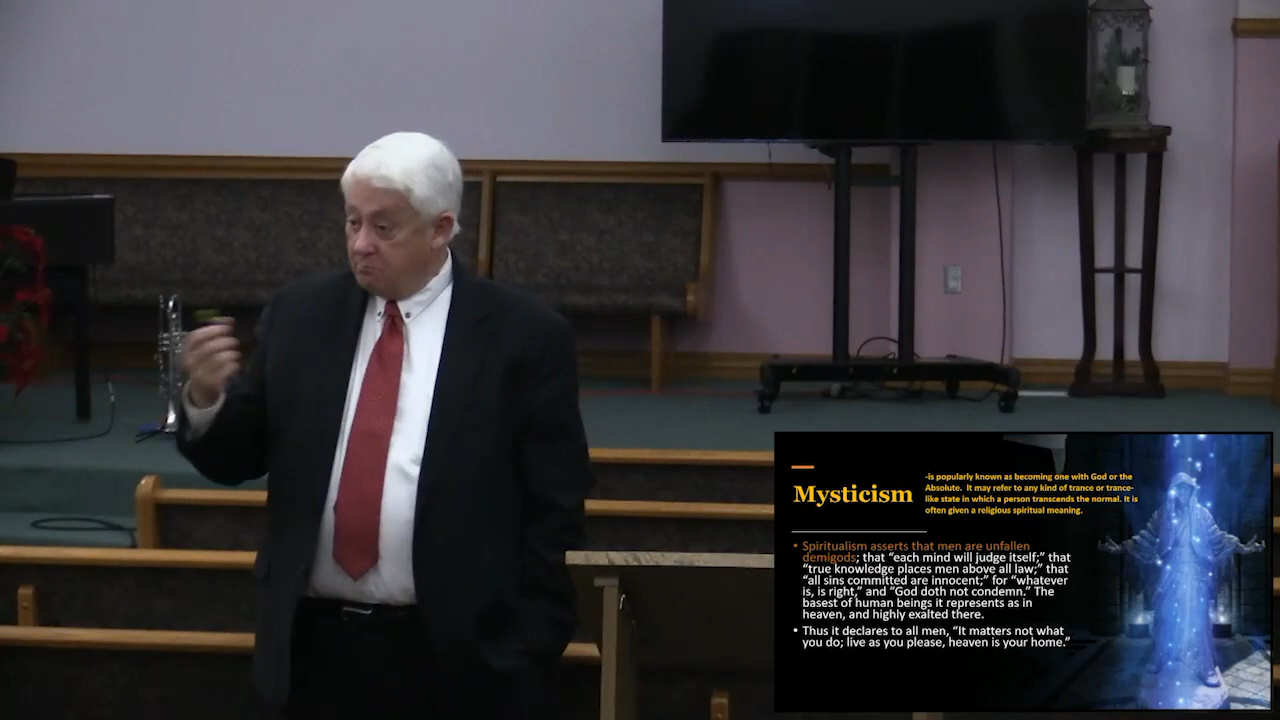 Mysticism
-is popularly known as becoming one with God or the
Absolute. It may refer to any kind of trance or trance-
like state in which a person transcends the normal. It is
often given a religious spiritual meaning.
• Spiritualism asserts that men are unfallen
demigods; that “each mind will judge itself;” that
“true knowledge places men above all law;” that
“all sins committed are innocent;” for “whatever
is, is right,” and “God doth not condemn.” The
basest of human beings it represents as in
heaven, and highly exalted there.
• Thus it declares to all men, “It matters not what
you do; live as you please, heaven is your home.”